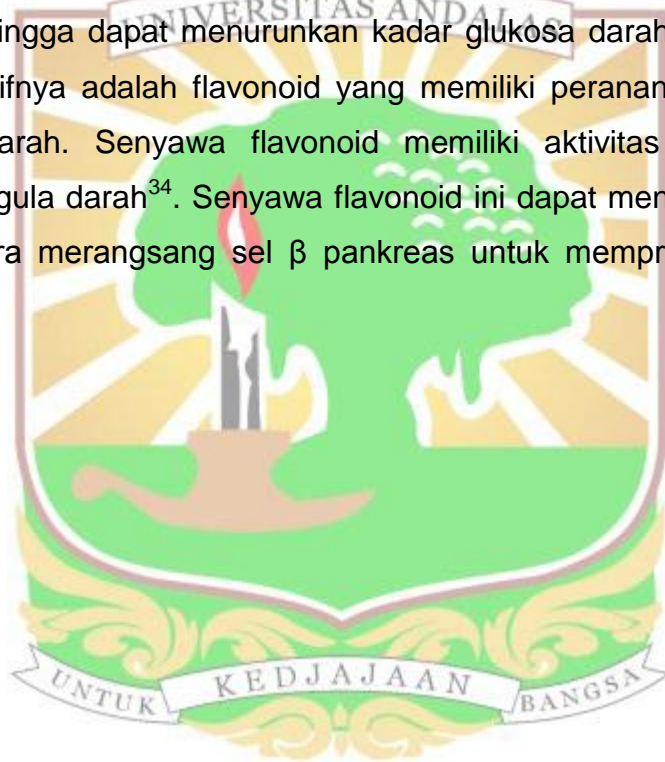 UNIVERSITAS ANDALAS
ingga dapat menurunkan kadar glukosa darah
ifnya adalah flavonoid yang memiliki peranan
arah. Senyawa flavonoid memiliki aktivitas
gula darah³⁴. Senyawa flavonoid ini dapat men
ra merangsang sel β pankreas untuk mempr
UNTUK KEDJAJAAN BANGSA